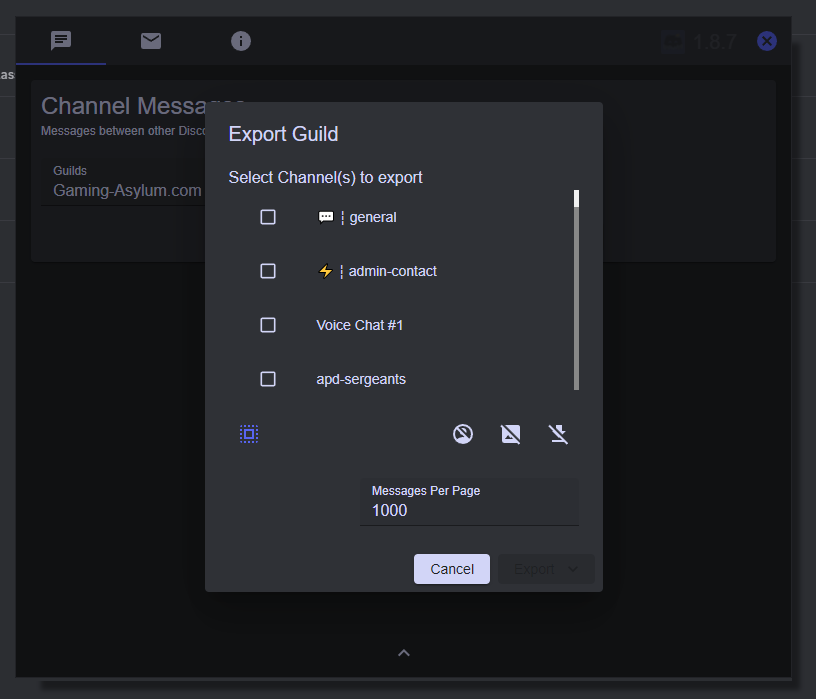 1.8.7
ass
Channel Messages
Messages between other Disco
Guilds
Gaming-Asylum.com
Export Guild
Select Channel(s) to export
💬 ¦ general
⚡ ¦ admin-contact
Voice Chat #1
apd-sergeants
Messages Per Page
1000
Cancel
Export